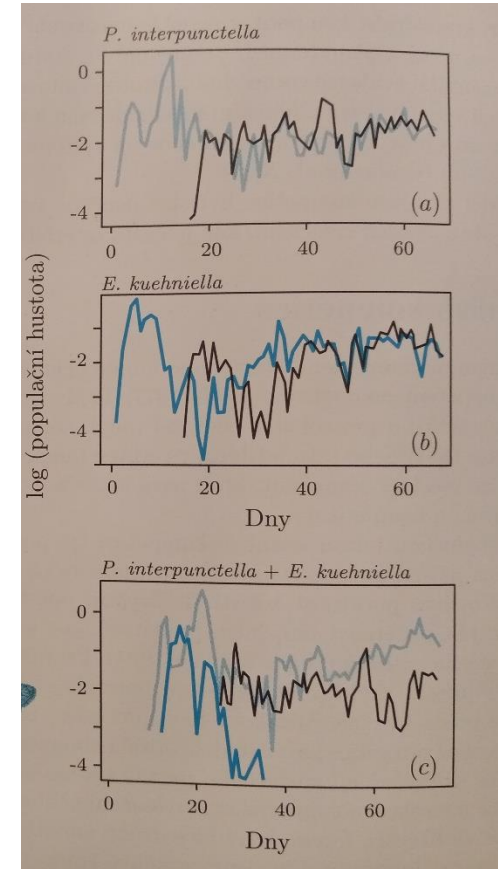 P. interpunctella
0
-2
-4
(a)
0
20
40
60
E. kuehniella
-2
-4
(b)
0
20
40
60
Dny
log (populační hustota)
P. interpunctella + E. kuehniella
0
-2
-4
(c)
0
20
40
60
Dny